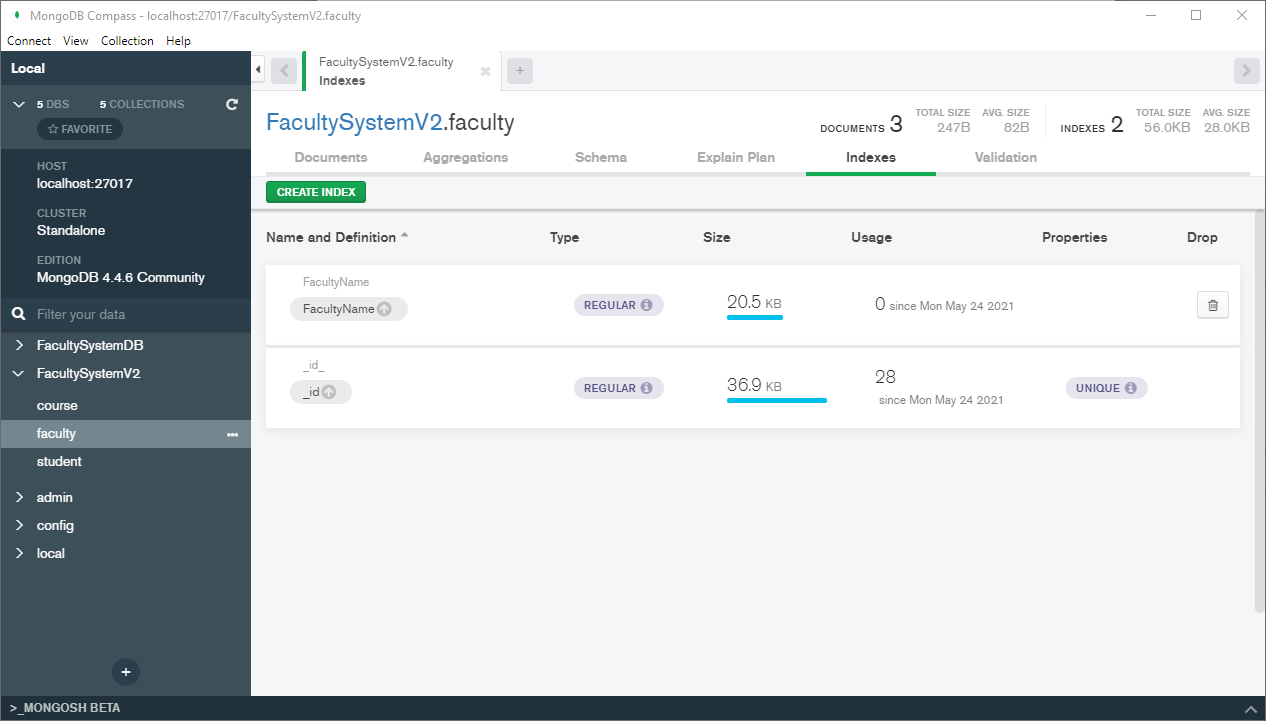 MongoDB Compass - localhost:27017/FacultySystemV2.faculty
Connect View Collection Help
Local
5 DBS 5 COLLECTIONS
FAVORITE
HOST
localhost:27017
CLUSTER
Standalone
EDITION
MongoDB 4.4.6 Community
Filter your data
FacultySystemDB
FacultySystemV2
course
faculty
student
admin
config
local
FacultySystemV2.faculty
Indexes
FacultySystemV2.faculty
DOCUMENTS 3 TOTAL SIZE 247B AVG. SIZE 82B
INDEXES 2 TOTAL SIZE 56.0KB AVG. SIZE 28.0KB
Documents Aggregations Schema Explain Plan Indexes Validation
CREATE INDEX
Name and Definition Type Size Usage Properties Drop
FacultyName
FacultyName REGULAR 20.5 KB 0 since Mon May 24 2021
_id_
_id REGULAR 36.9 KB 28 since Mon May 24 2021 UNIQUE
>_MONGOSH BETA